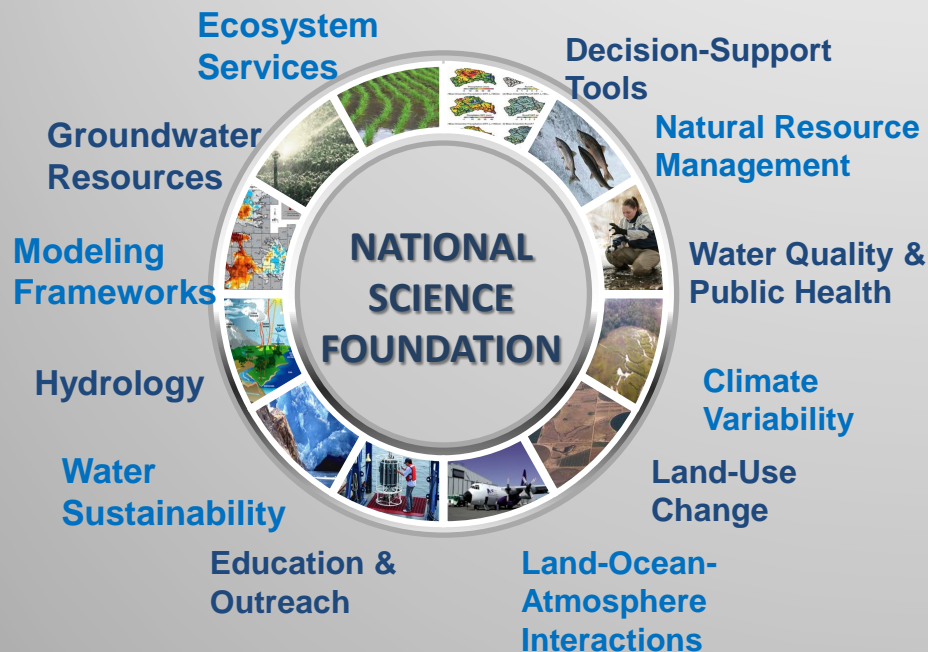 Ecosystem
Services
Decision-Support
Tools
Natural Resource
Management
Water Quality &
Public Health
Climate
Variability
Land-Use
Change
Land-Ocean-
Atmosphere
Interactions
Education &
Outreach
Water
Sustainability
Hydrology
Modeling
Frameworks
Groundwater
Resources
NATIONAL
SCIENCE
FOUNDATION